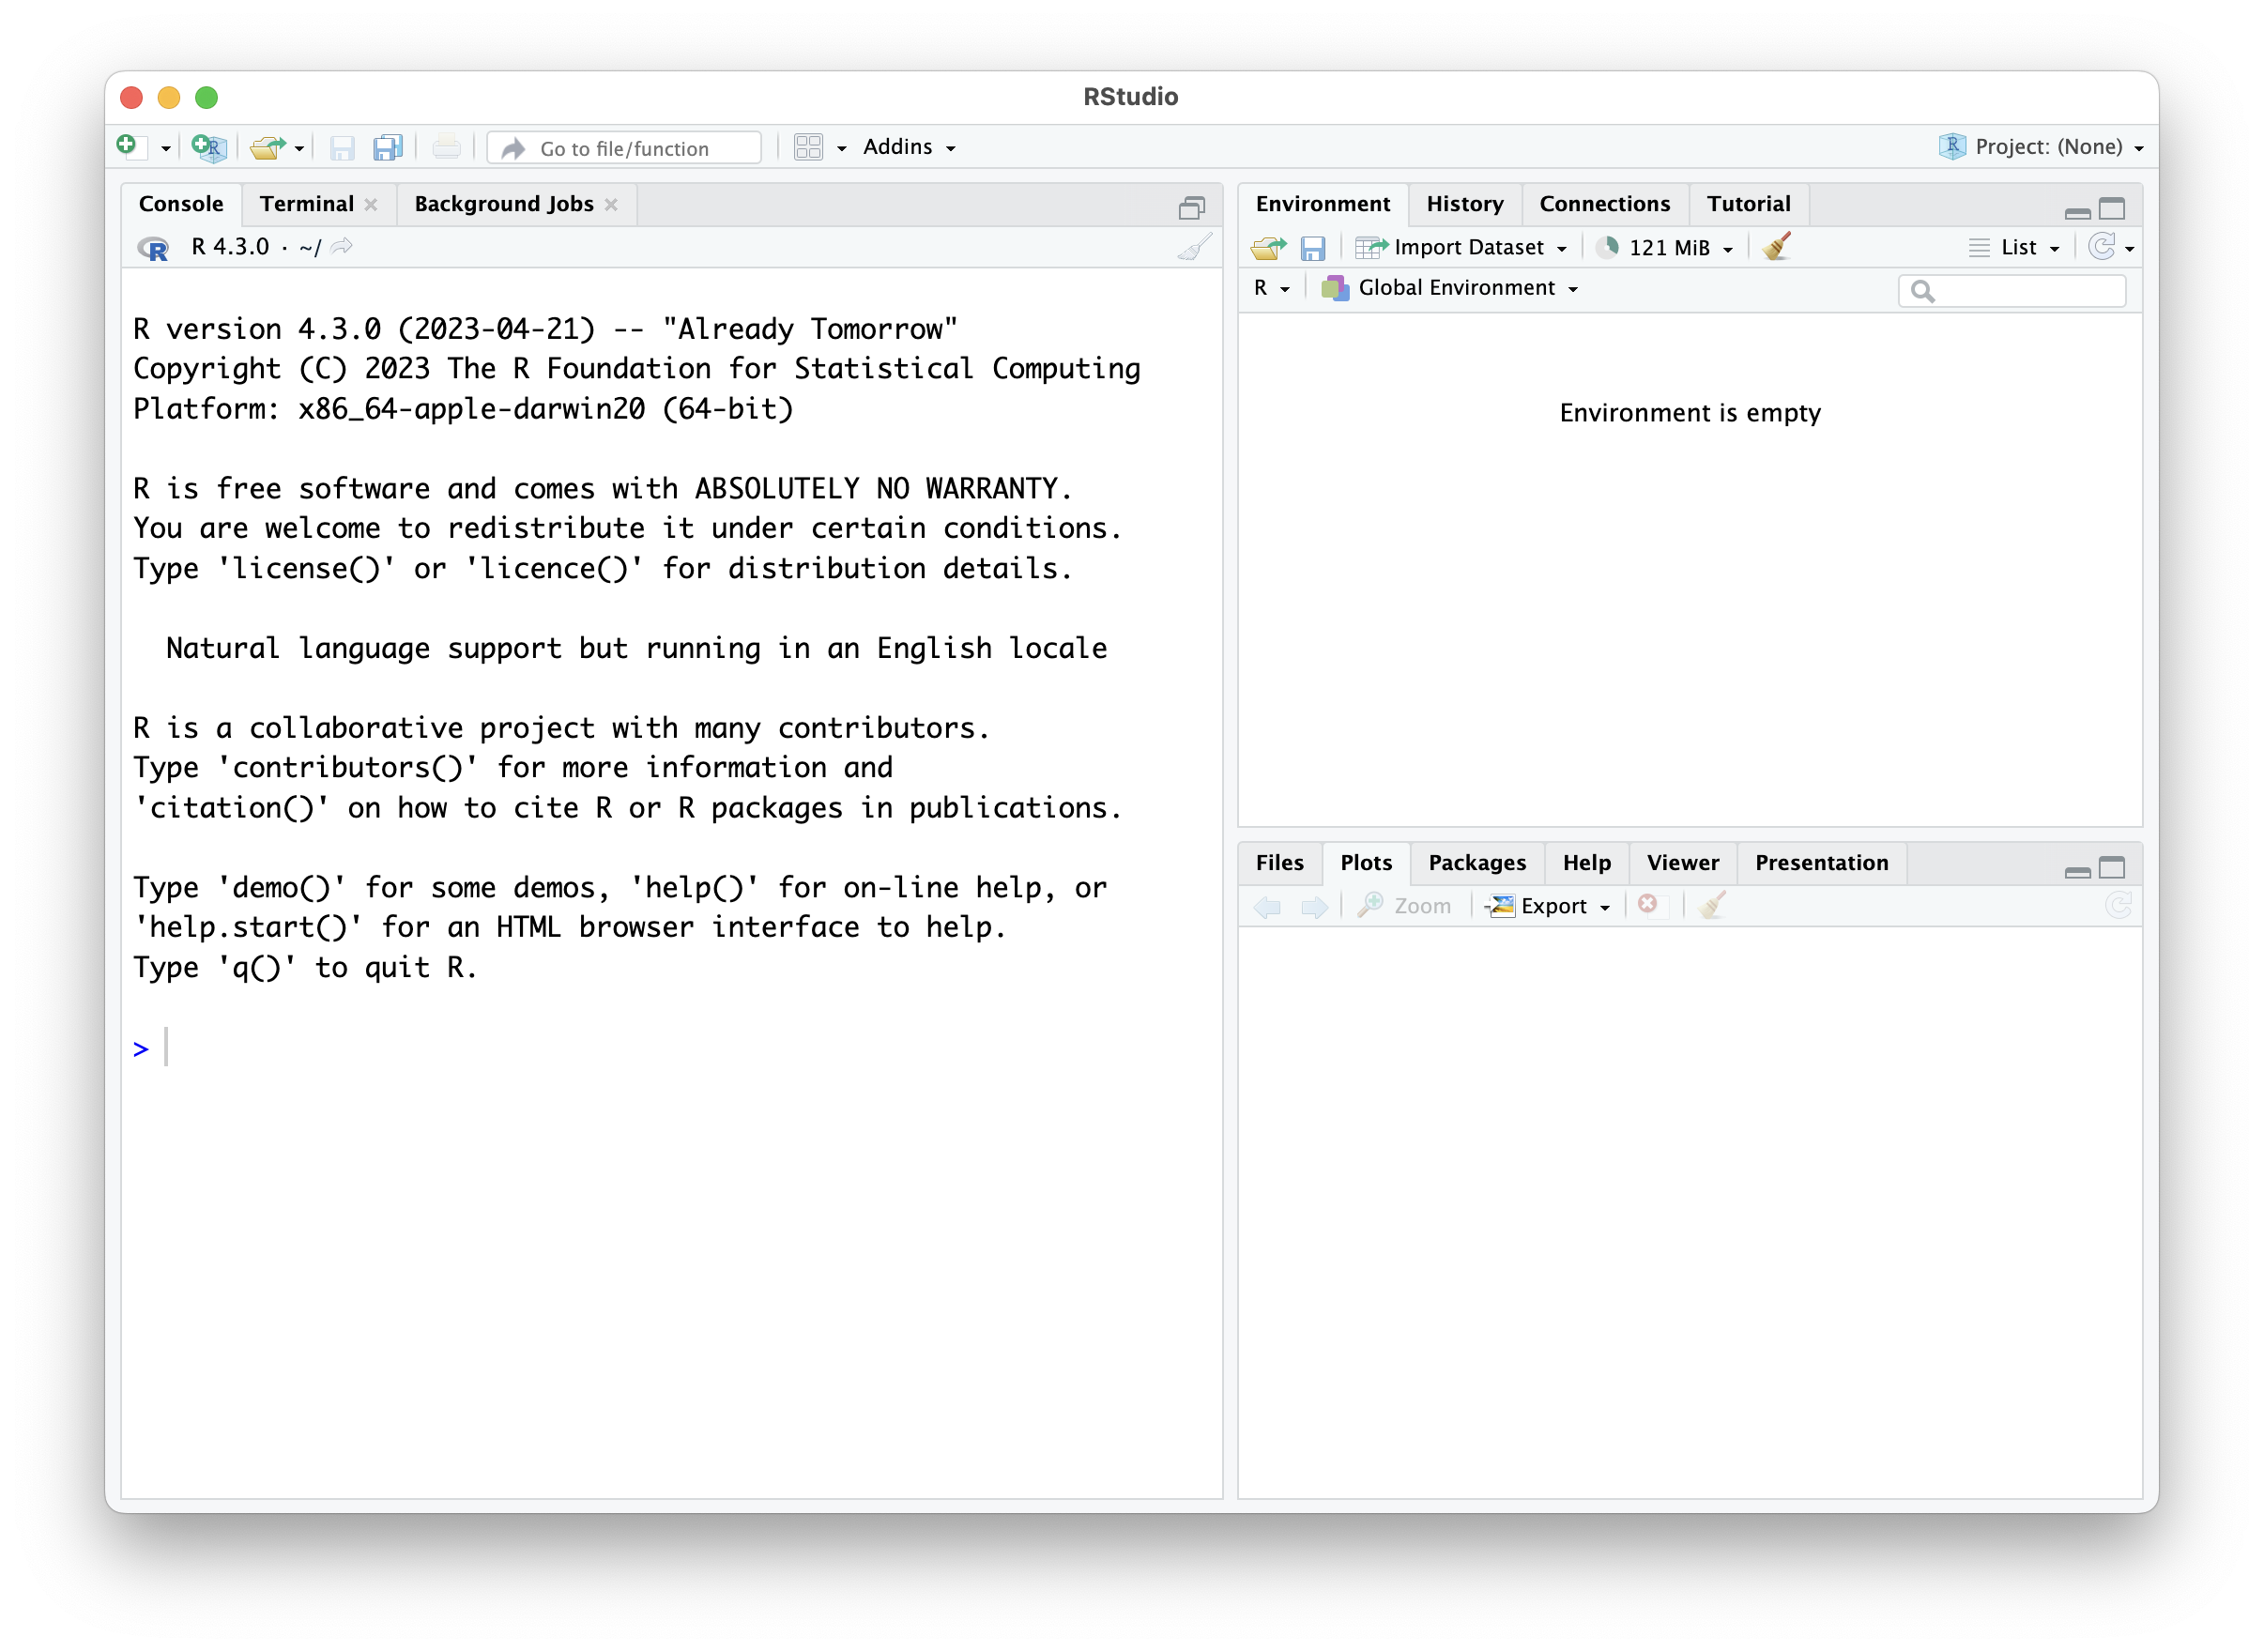 RStudio
Go to file/function
Addins
Project: (None)
Console Terminal Background Jobs
R 4.3.0 · ~/
R version 4.3.0 (2023-04-21) -- "Already Tomorrow"
Copyright (C) 2023 The R Foundation for Statistical Computing
Platform: x86_64-apple-darwin20 (64-bit)
R is free software and comes with ABSOLUTELY NO WARRANTY.
You are welcome to redistribute it under certain conditions.
Type 'license()' or 'licence()' for distribution details.
Natural language support but running in an English locale
R is a collaborative project with many contributors.
Type 'contributors()' for more information and
'citation()' on how to cite R or R packages in publications.
Type 'demo()' for some demos, 'help()' for on-line help, or
'help.start()' for an HTML browser interface to help.
Type 'q()' to quit R.
>
Environment History Connections Tutorial
Import Dataset 121 MiB List
R Global Environment
Environment is empty
Files Plots Packages Help Viewer Presentation
Zoom Export